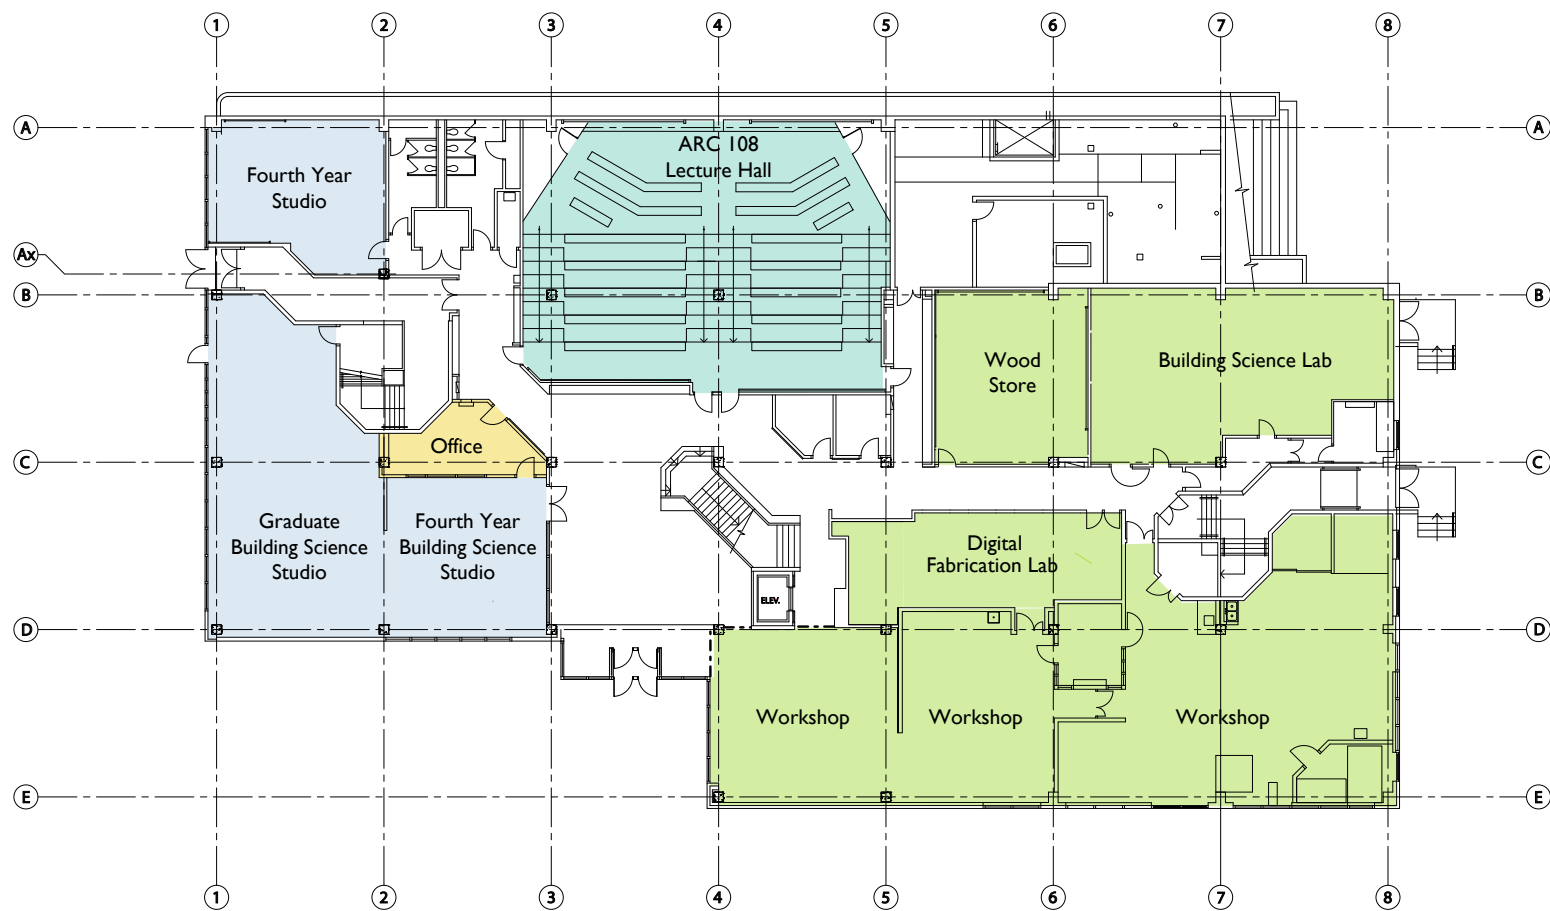 1 2 3 4 5 6 7 8
A A
ARC 108
Lecture Hall
Fourth Year
Studio
Ax
B B
Wood
Store
Building Science Lab
Office
C C
Graduate
Building Science
Studio
Fourth Year
Building Science
Studio
Digital
Fabrication Lab
ELEV.
D D
Workshop Workshop Workshop
E E
1 2 3 4 5 6 7 8